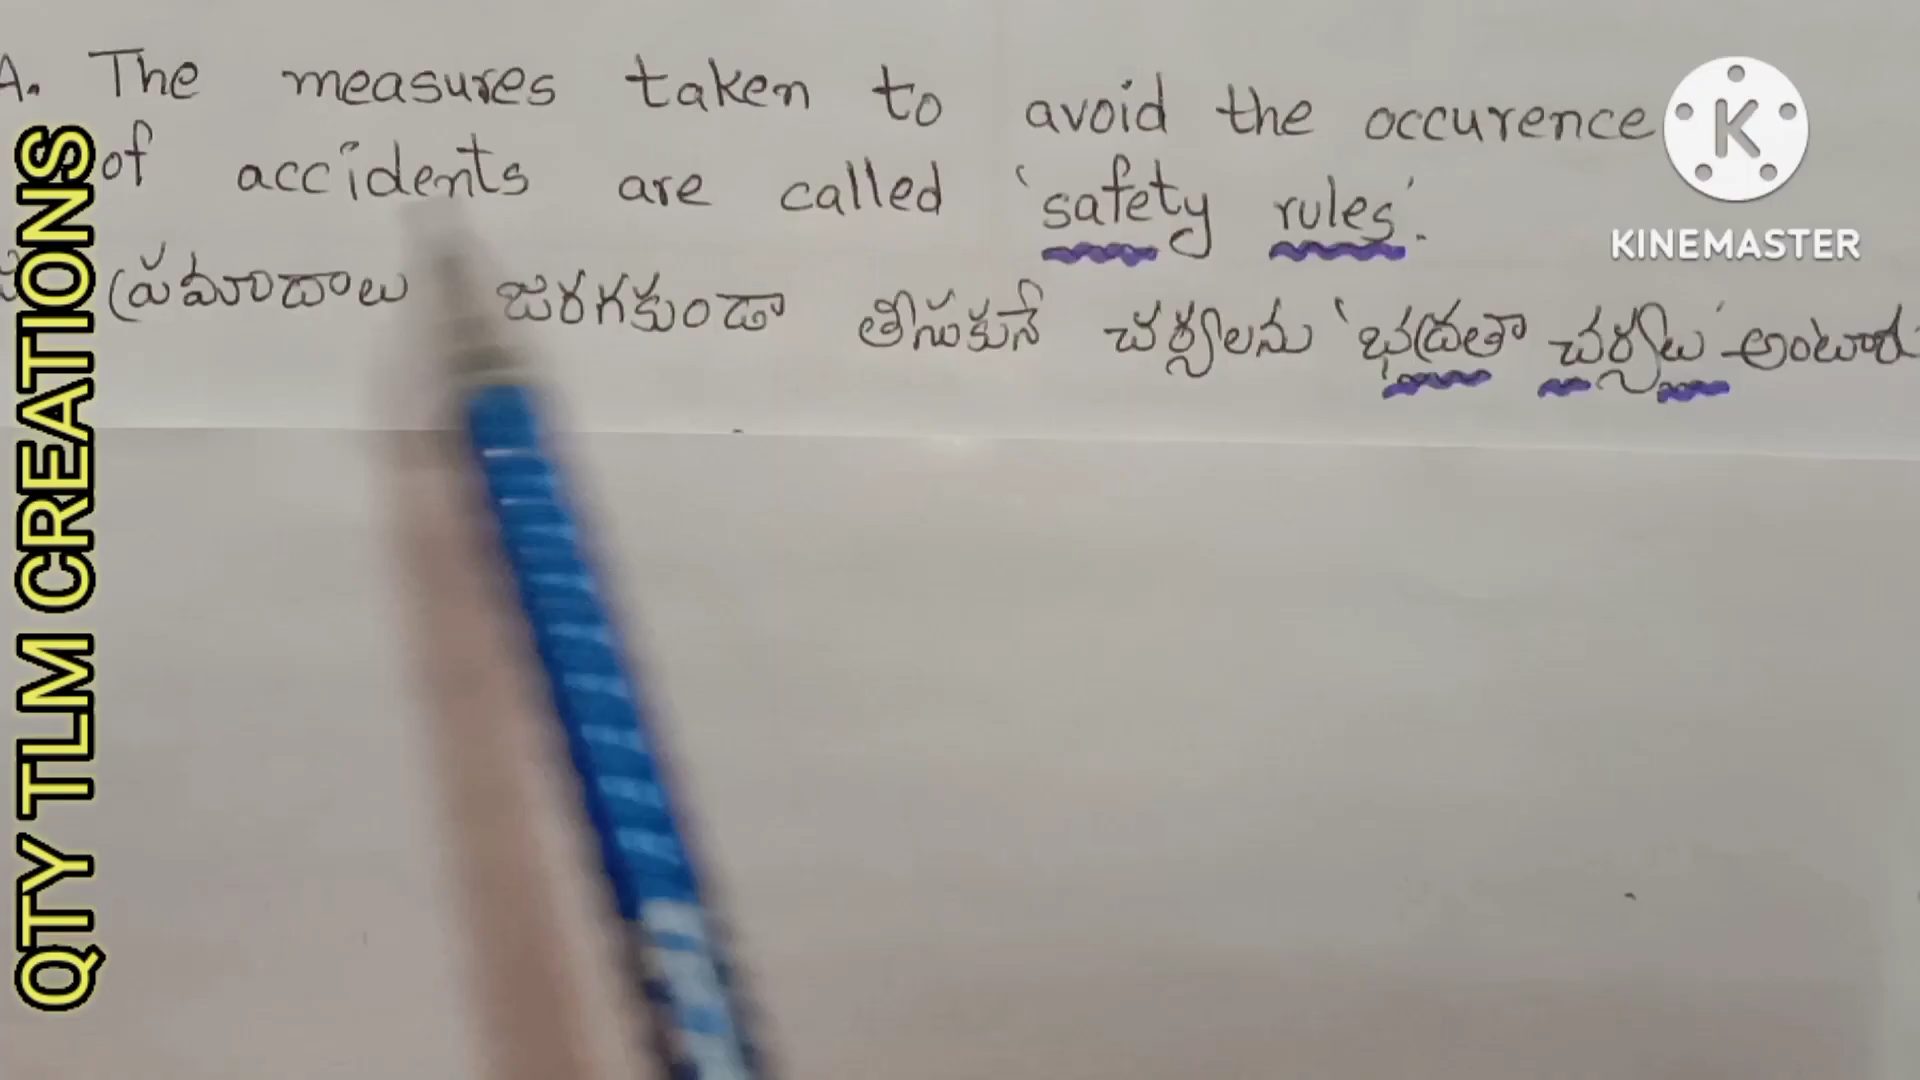 A. The measures taken to avoid the occurence
of accidents are called 'safety rules'.
ప్రమాదాలు జరగకుండా తీసుకునే చర్యలను 'భద్రతా చర్యలు' అంటారు
KINEMASTER
QTY TLM CREATIONS